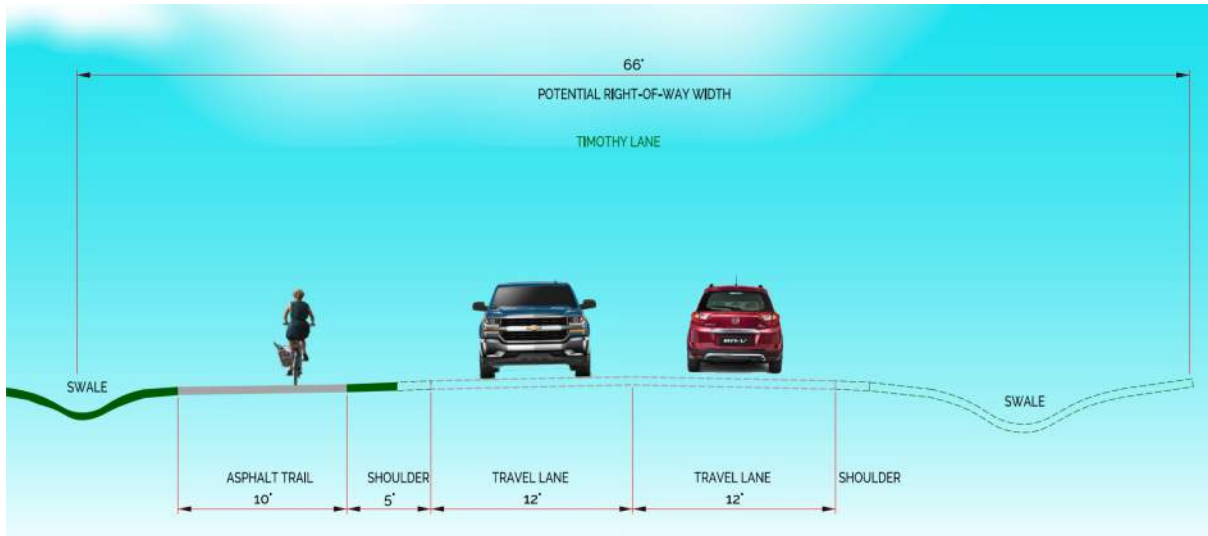 66'
POTENTIAL RIGHT-OF-WAY WIDTH
TIMOTHY LANE
SWALE
SWALE
ASPHALT TRAIL
10'
SHOULDER
5'
TRAVEL LANE
12'
TRAVEL LANE
12'
SHOULDER